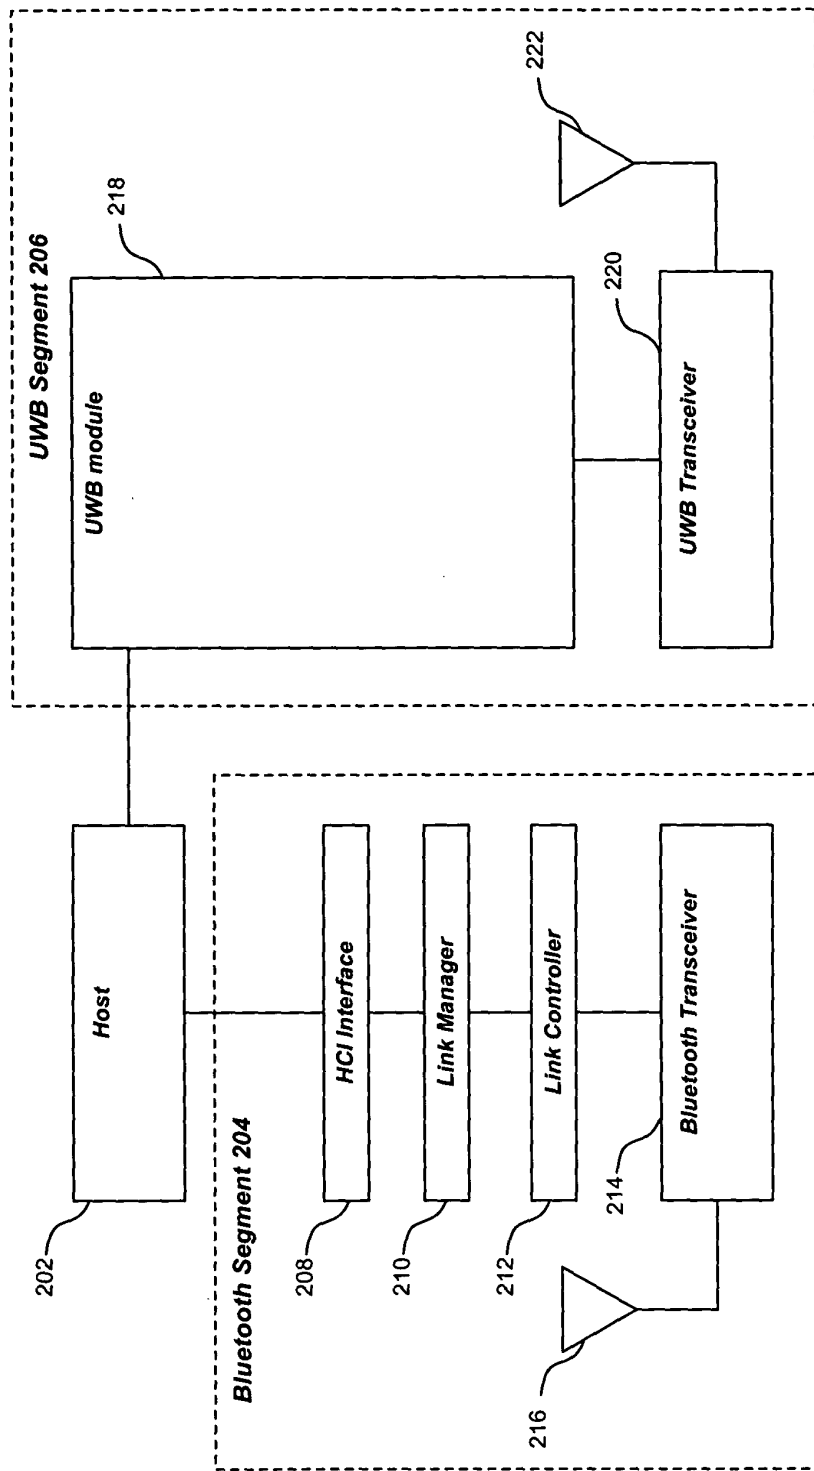 202
Host
Bluetooth Segment 204
208
HCI Interface
210
Link Manager
212
Link Controller
214
Bluetooth Transceiver
216
UWB Segment 206
UWB module
218
220
UWB Transceiver
222